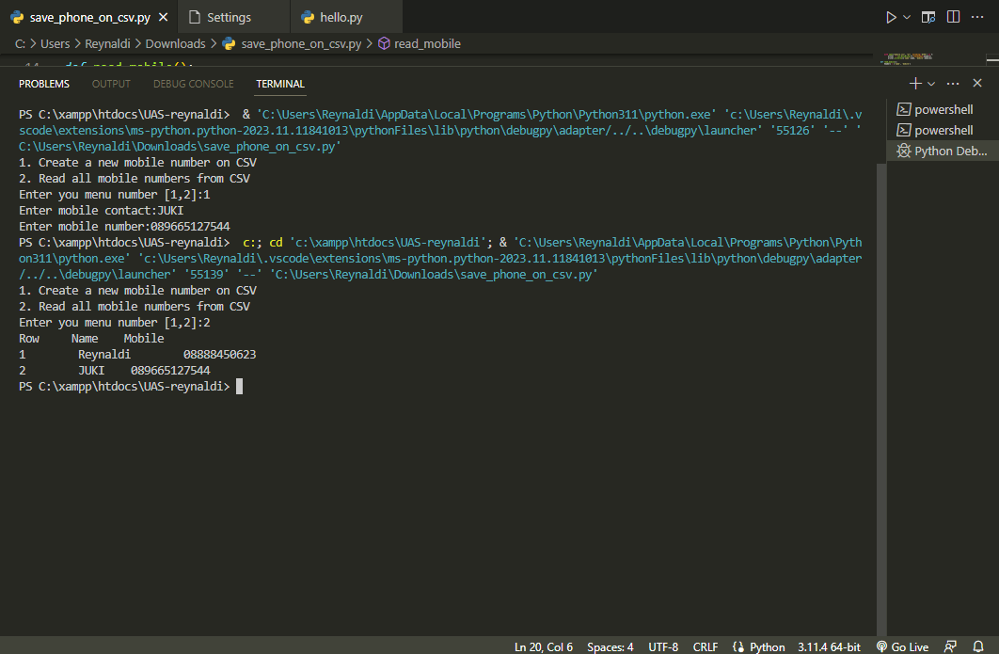 save_phone_on_csv.py Settings hello.py
C: > Users > Reynaldi > Downloads > save_phone_on_csv.py > read_mobile
14 def read_mobile():
PROBLEMS OUTPUT DEBUG CONSOLE TERMINAL
PS C:\xampp\htdocs\UAS-reynaldi> & 'C:\Users\Reynaldi\AppData\Local\Programs\Python\Python311\python.exe' 'c:\Users\Reynaldi\.v
scode\extensions\ms-python.python-2023.11.11841013\pythonFiles\lib\python\debugpy\adapter/../..\debugpy\launcher' '55126' '--' '
C:\Users\Reynaldi\Downloads\save_phone_on_csv.py'
1. Create a new mobile number on CSV
2. Read all mobile numbers from CSV
Enter you menu number [1,2]:1
Enter mobile contact:JUKI
Enter mobile number:089665127544
PS C:\xampp\htdocs\UAS-reynaldi> c:; cd 'c:\xampp\htdocs\UAS-reynaldi'; & 'C:\Users\Reynaldi\AppData\Local\Programs\Python\Pyth
on311\python.exe' 'c:\Users\Reynaldi\.vscode\extensions\ms-python.python-2023.11.11841013\pythonFiles\lib\python\debugpy\adapter
/../..\debugpy\launcher' '55139' '--' 'C:\Users\Reynaldi\Downloads\save_phone_on_csv.py'
1. Create a new mobile number on CSV
2. Read all mobile numbers from CSV
Enter you menu number [1,2]:2
Row Name Mobile
1 Reynaldi 08888450623
2 JUKI 089665127544
PS C:\xampp\htdocs\UAS-reynaldi>
powershell
powershell
Python Deb...
Ln 20, Col 6 Spaces: 4 UTF-8 CRLF Python 3.11.4 64-bit Go Live